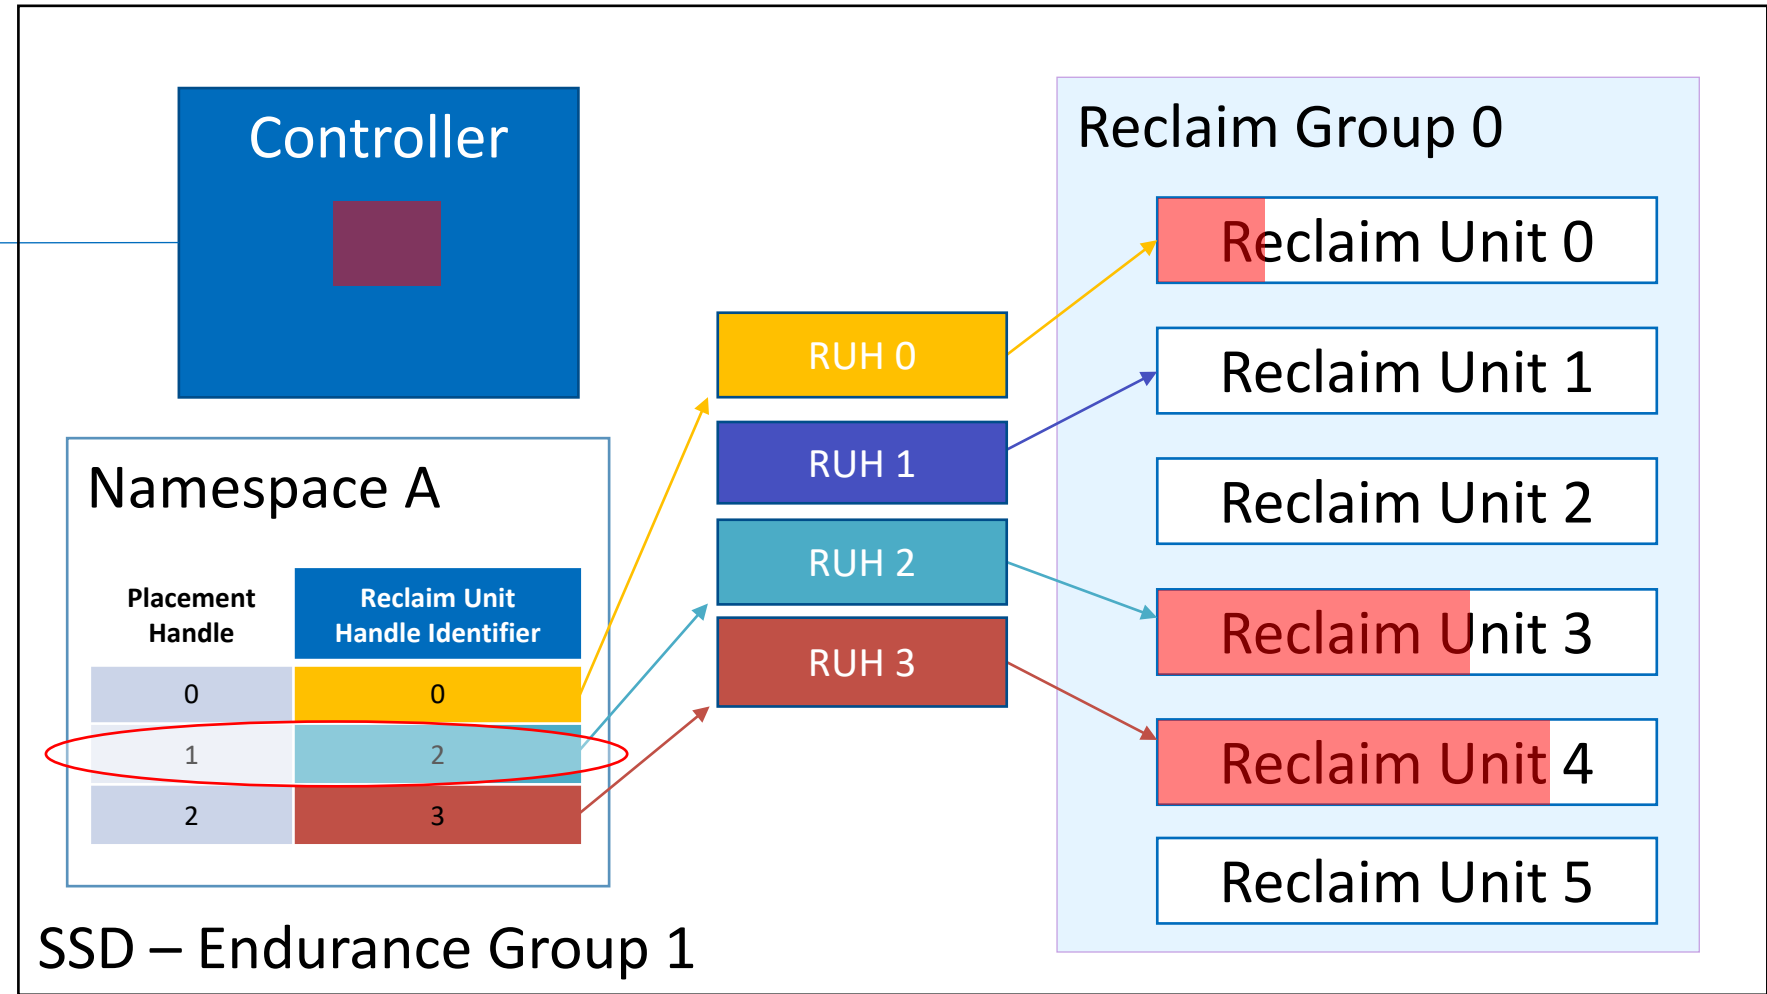 Controller
Reclaim Group 0
Reclaim Unit 0
Reclaim Unit 1
Reclaim Unit 2
Reclaim Unit 3
Reclaim Unit 4
Reclaim Unit 5
RUH 0
RUH 1
RUH 2
RUH 3
Namespace A
Placement
Handle
Reclaim Unit
Handle Identifier
0 0
1 2
2 3
SSD – Endurance Group 1